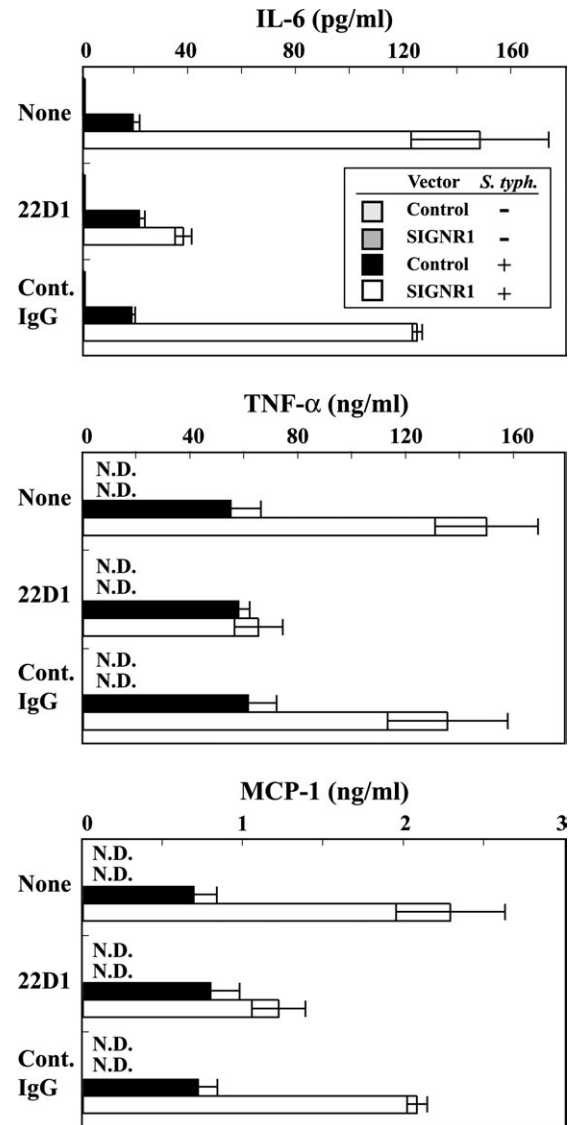 IL-6 (pg/ml)
0 40 80 120 160
None
22D1
Cont.
IgG
Vector S. typh.
Control -
SIGNR1 -
Control +
SIGNR1 +
TNF-α (ng/ml)
0 40 80 120 160
None
N.D.
N.D.
22D1
N.D.
N.D.
Cont.
IgG
N.D.
N.D.
MCP-1 (ng/ml)
0 1 2 3
None
N.D.
N.D.
22D1
N.D.
N.D.
Cont.
IgG
N.D.
N.D.